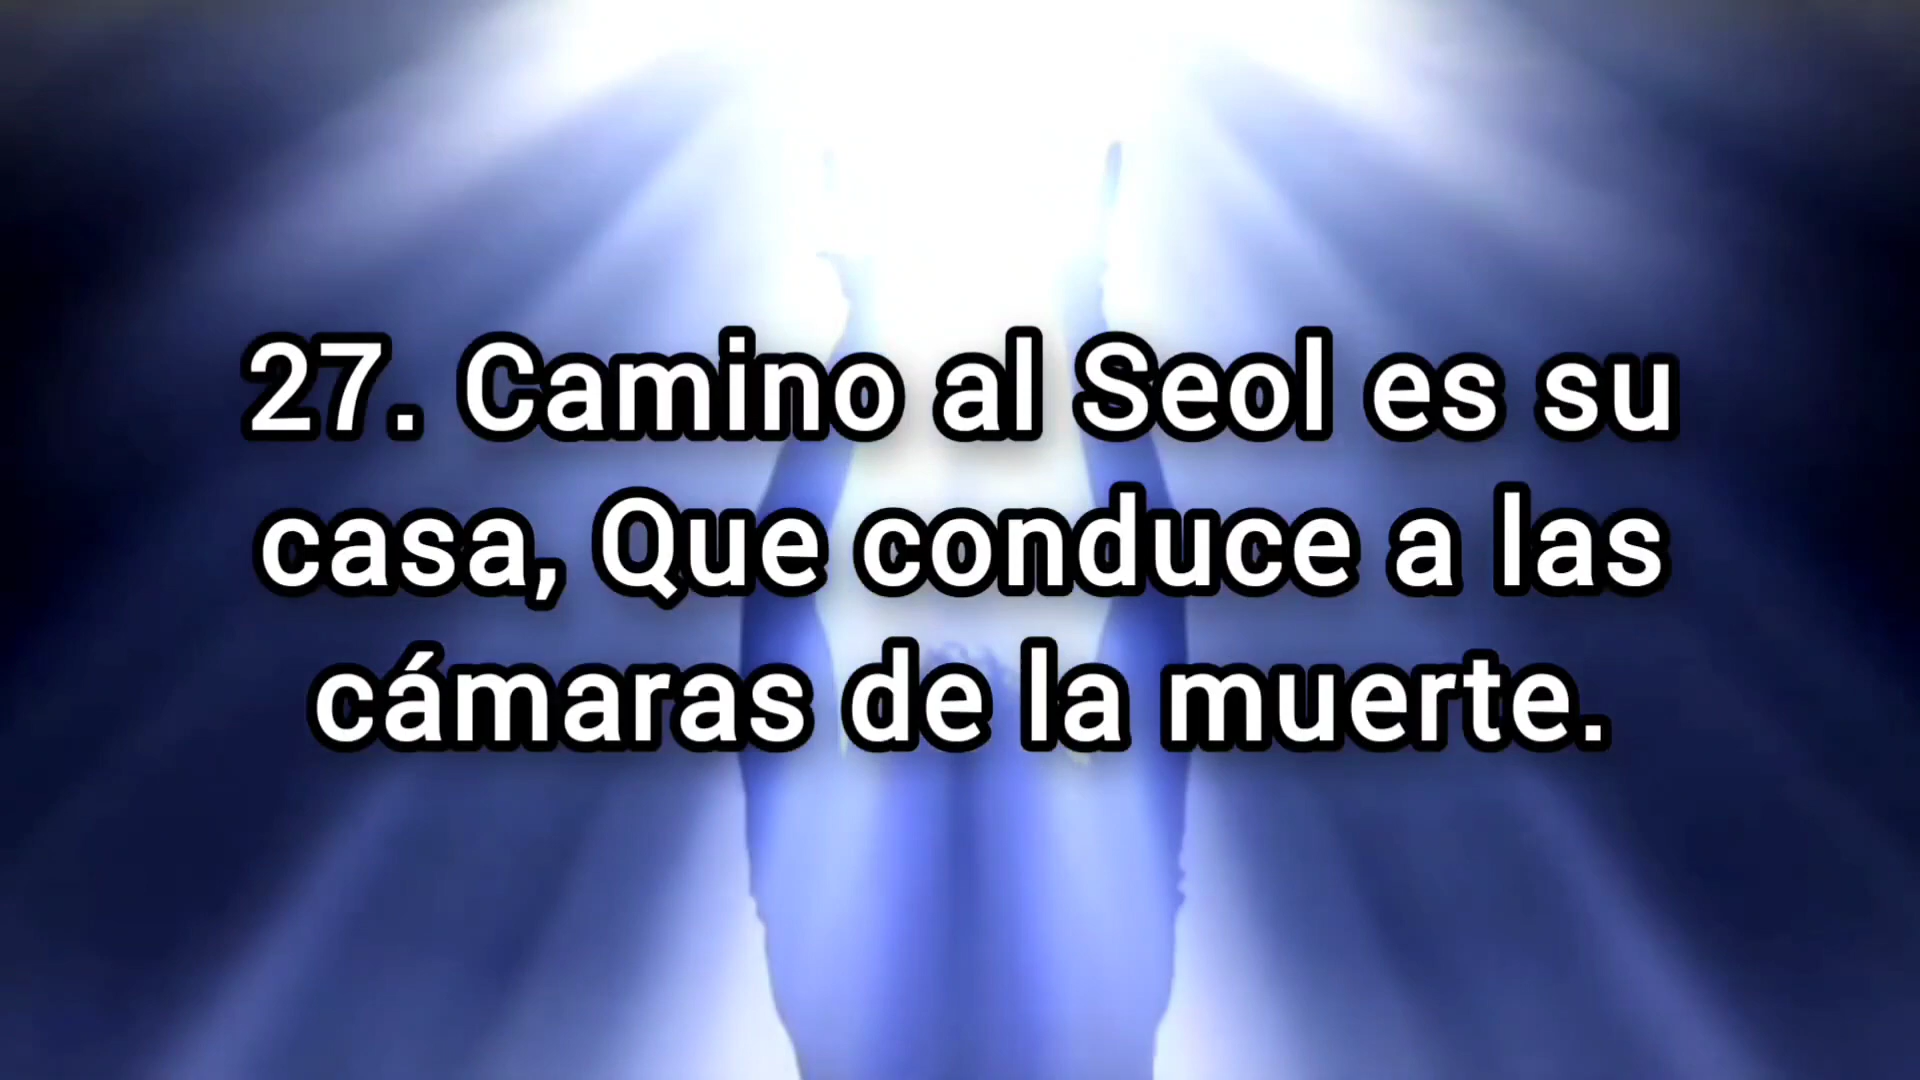 27. Camino al Seol es su
casa, Que conduce a las
cámaras de la muerte.